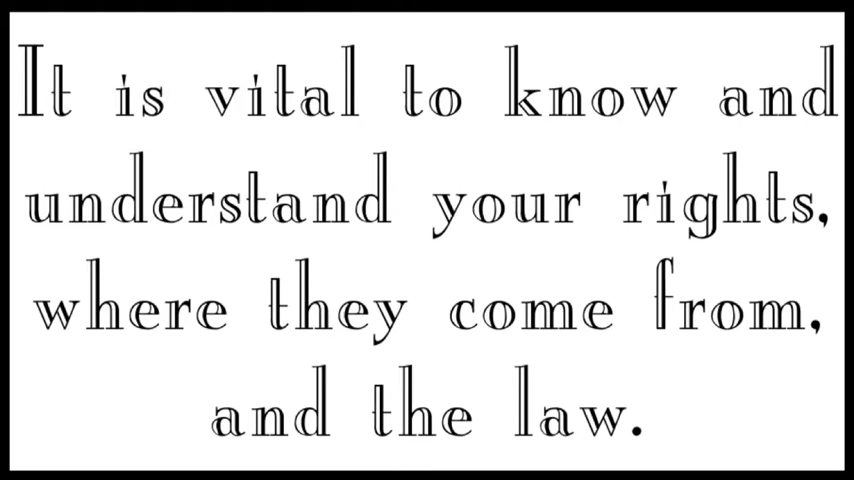 It is vital to know and
understand your rights,
where they come from,
and the law.